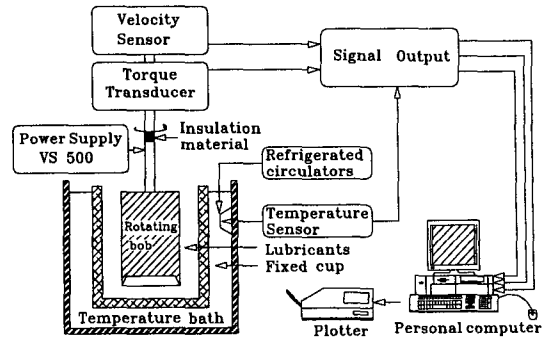 Velocity
Sensor
Signal Output
Torque
Transducer
Power Supply
VS 500
Insulation
material
Refrigerated
circulators
Rotating
bob
Temperature
Sensor
Lubricants
Fixed cup
Temperature bath
Plotter
Personal computer